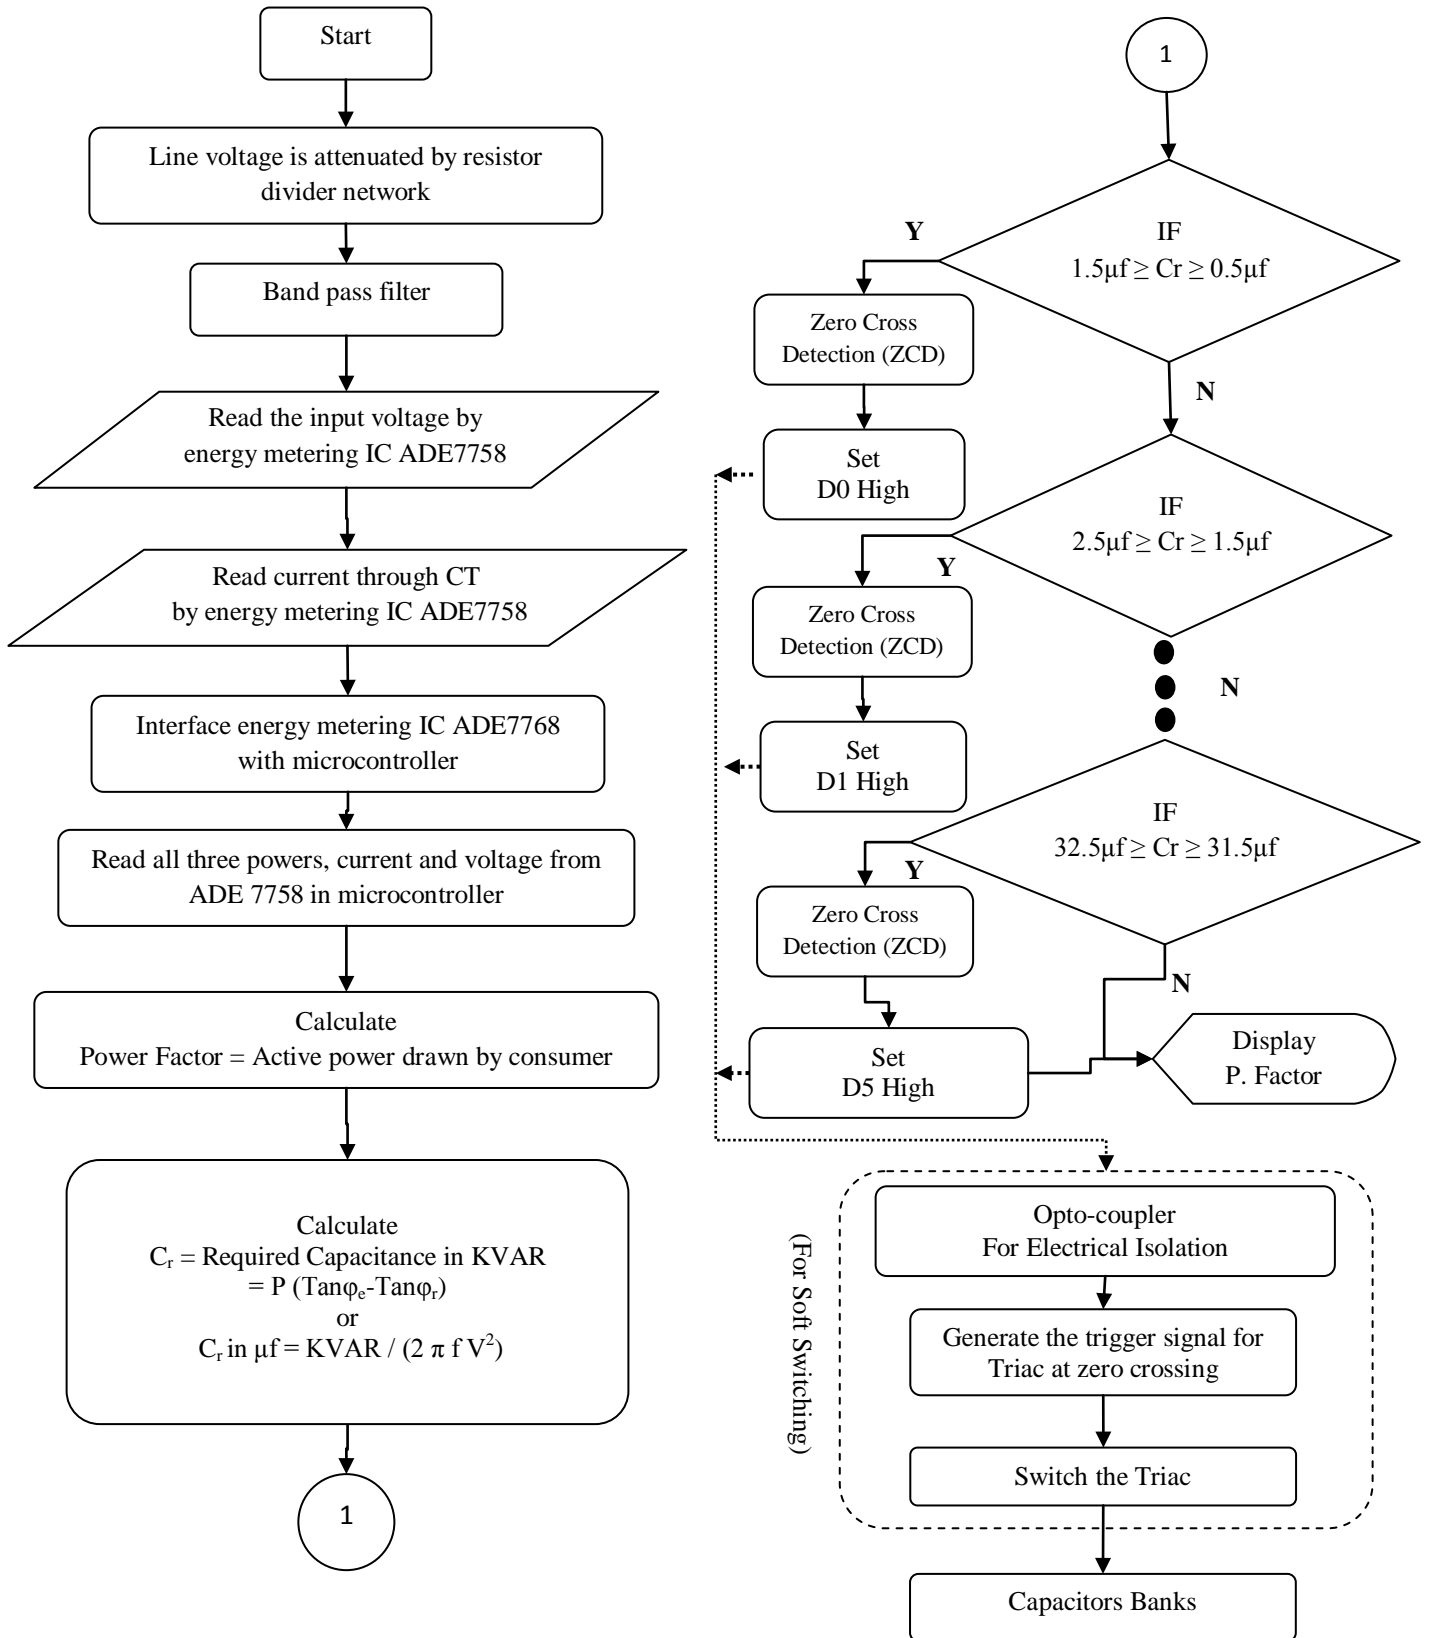 Start
Line voltage is attenuated by resistor
divider network
Band pass filter
Read the input voltage by
energy metering IC ADE7758
Read current through CT
by energy metering IC ADE7758
Interface energy metering IC ADE7768
with microcontroller
Read all three powers, current and voltage from
ADE 7758 in microcontroller
Calculate
Power Factor = Active power drawn by consumer
Calculate
Cᵣ = Required Capacitance in KVAR
= P (Tanφₑ-Tanφᵣ)
or
Cᵣ in µf = KVAR / (2 π f V²)
1
1
IF
1.5µf ≥ Cr ≥ 0.5µf
Y
Zero Cross
Detection (ZCD)
N
Set
D0 High
IF
2.5µf ≥ Cr ≥ 1.5µf
Y
Zero Cross
Detection (ZCD)
N
Set
D1 High
IF
32.5µf ≥ Cr ≥ 31.5µf
Y
Zero Cross
Detection (ZCD)
N
Set
D5 High
Display
P. Factor
(For Soft Switching)
Opto-coupler
For Electrical Isolation
Generate the trigger signal for
Triac at zero crossing
Switch the Triac
Capacitors Banks